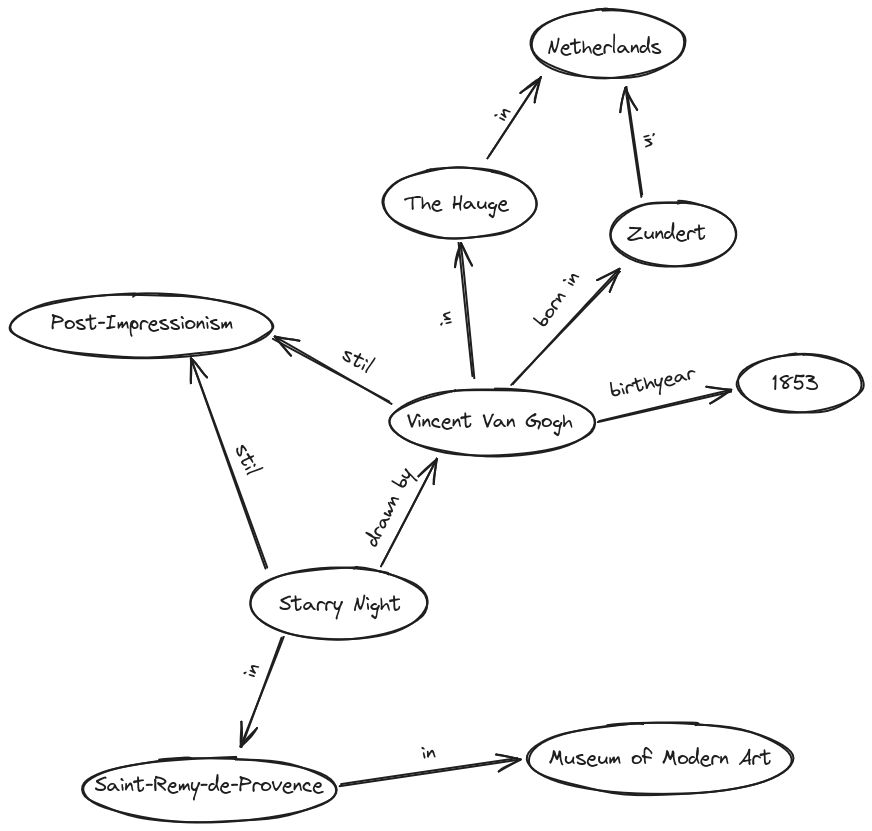 Netherlands
in
in
The Hauge
Zundert
in
born in
Post-Impressionism
stil
birthyear
1853
Vincent Van Gogh
stil
drawn by
Starry Night
in
in
Museum of Modern Art
Saint-Remy-de-Provence